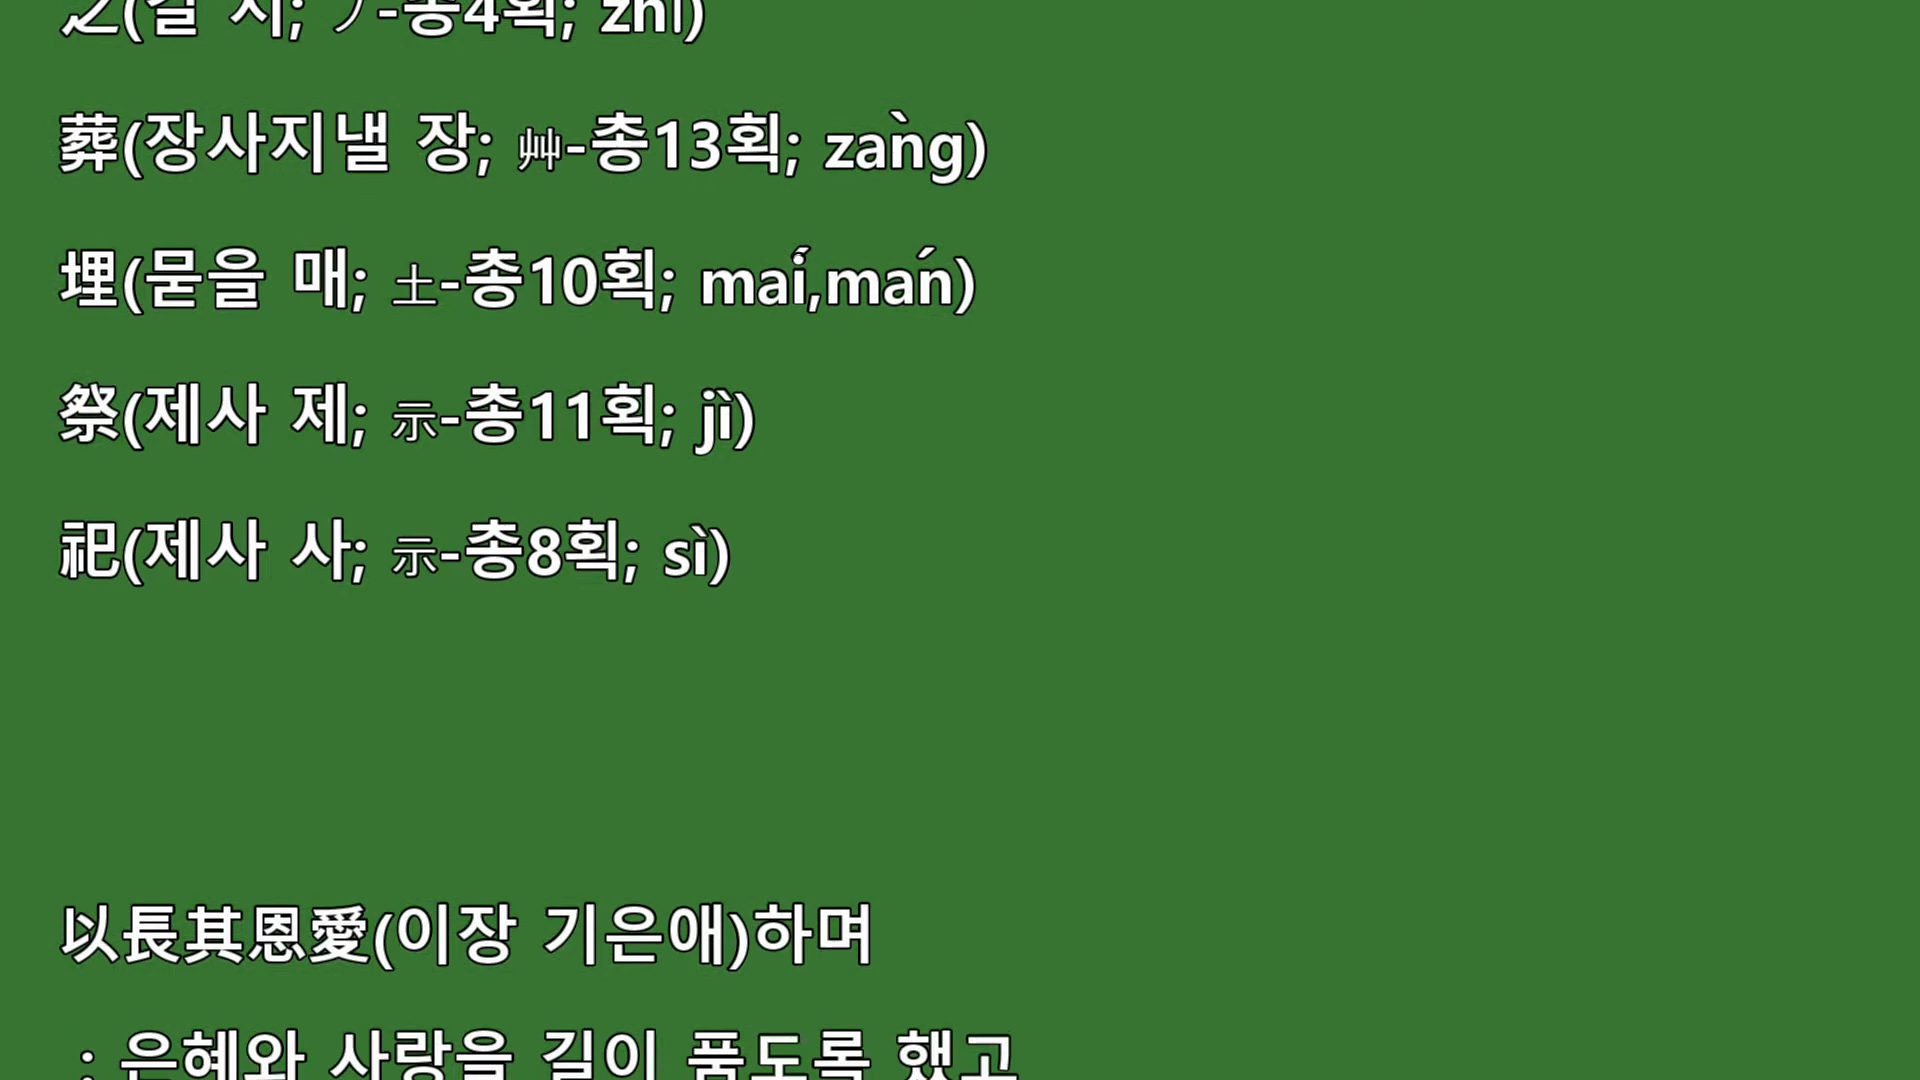 之(갈 지; 丿-총4획; zhī)
葬(장사지낼 장; 艸-총13획; zàng)
埋(묻을 매; 土-총10획; mái,mán)
祭(제사 제; 示-총11획; jì)
祀(제사 사; 示-총8획; sì)
以長其恩愛(이장 기은애)하며
: 은혜와 사랑을 길이 품도록 했고